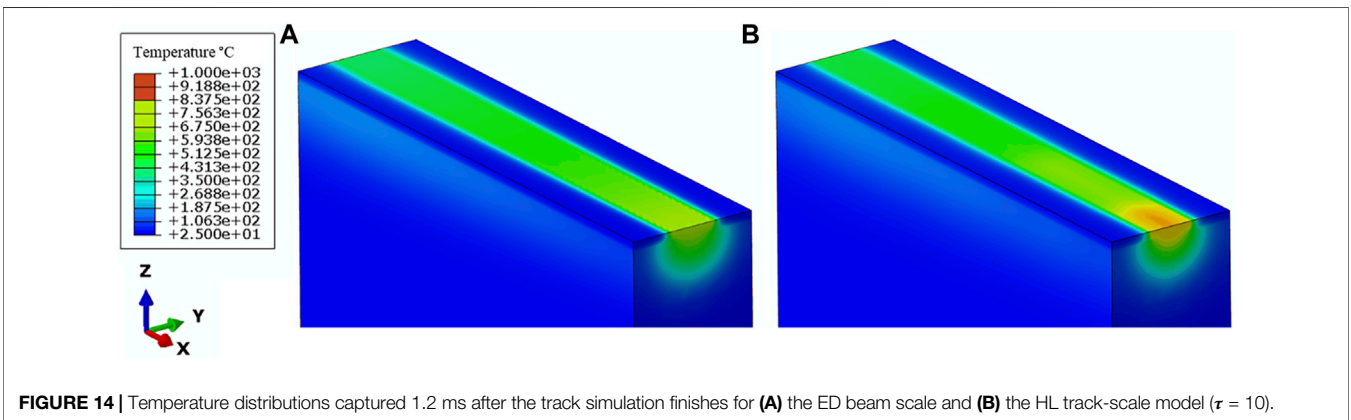 A
B
Temperature °C
+1.000e+03
+9.188e+02
+8.375e+02
+7.563e+02
+6.750e+02
+5.938e+02
+5.125e+02
+4.313e+02
+3.500e+02
+2.688e+02
+1.875e+02
+1.063e+02
+2.500e+01
Z
Y
X
FIGURE 14 | Temperature distributions captured 1.2 ms after the track simulation finishes for (A) the ED beam scale and (B) the HL track-scale model (τ = 10).